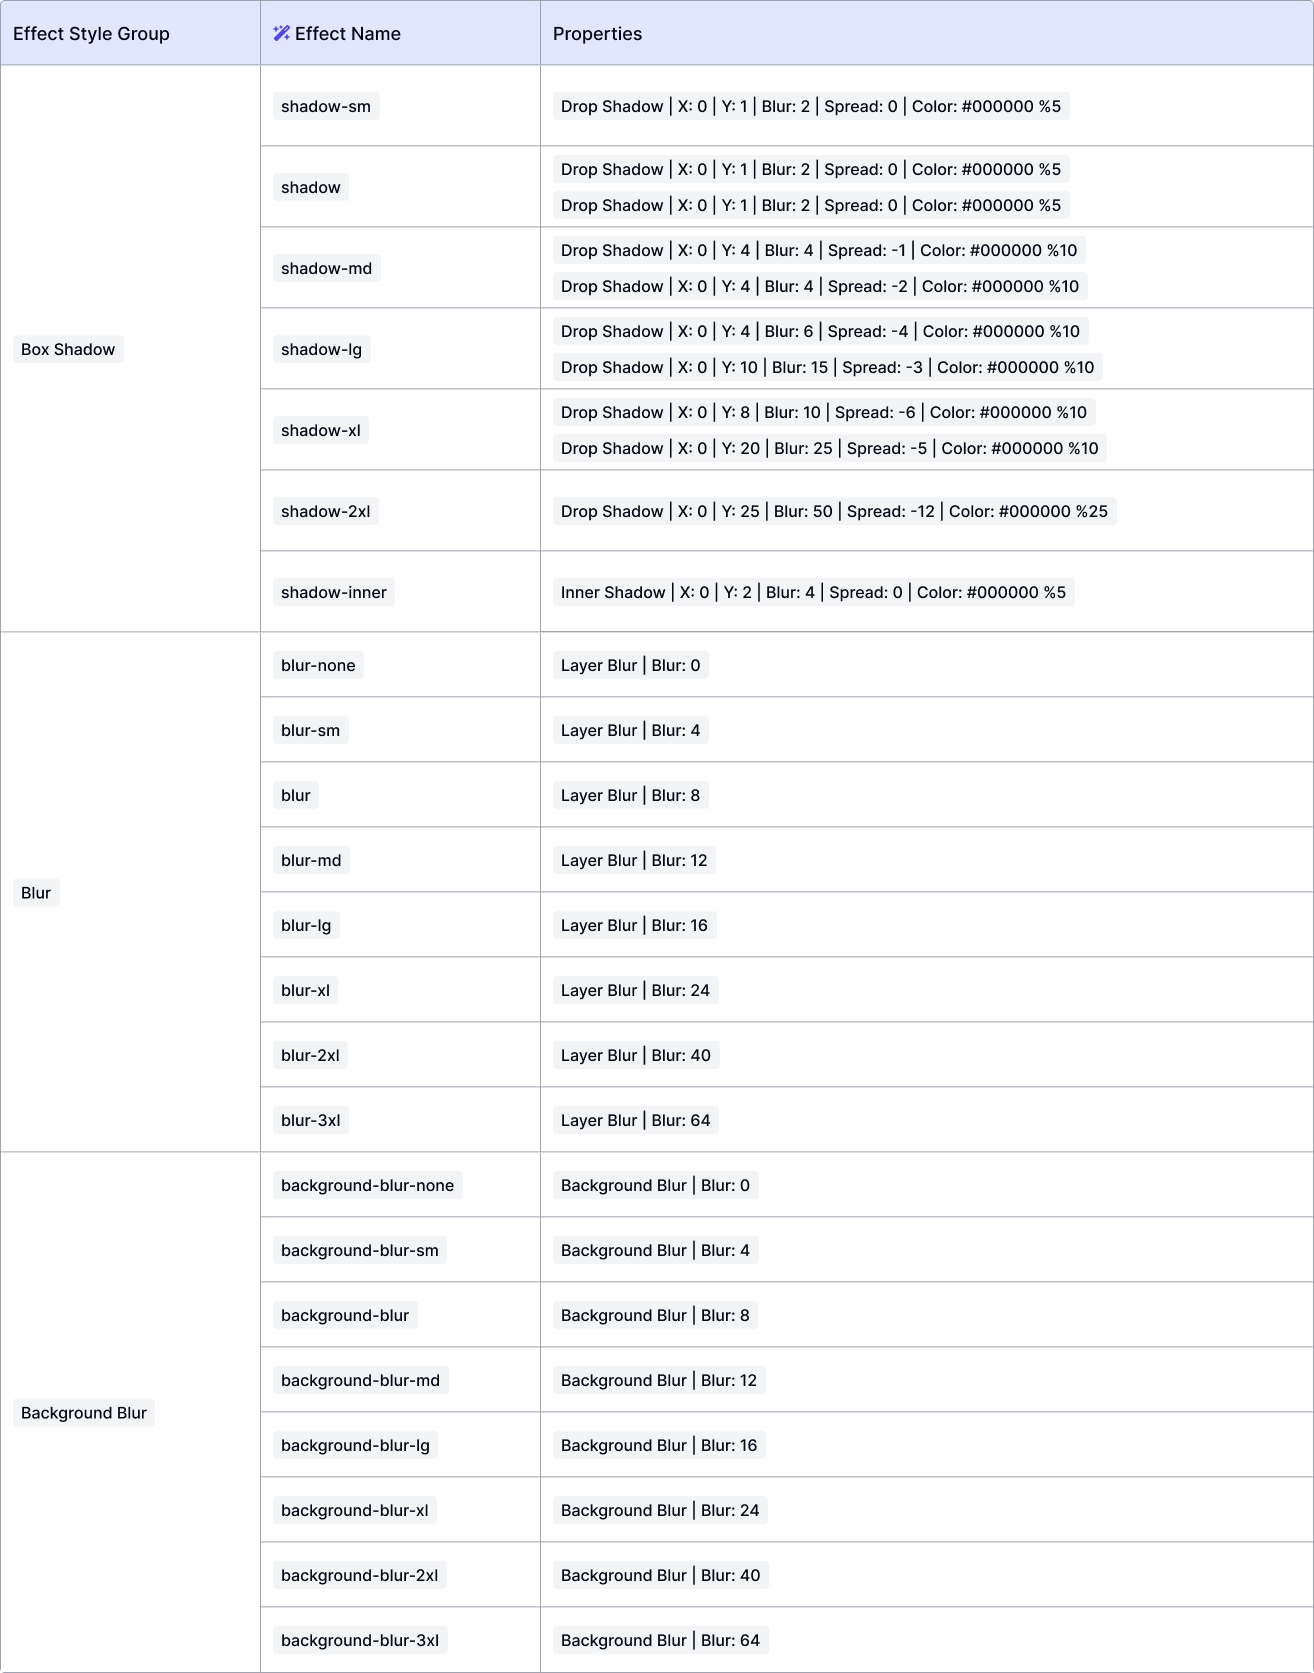 Effect Style Group
Effect Name
Properties
Box Shadow
shadow-sm
Drop Shadow | X: 0 | Y: 1 | Blur: 2 | Spread: 0 | Color: #000000 %5
shadow
Drop Shadow | X: 0 | Y: 1 | Blur: 2 | Spread: 0 | Color: #000000 %5
Drop Shadow | X: 0 | Y: 1 | Blur: 2 | Spread: 0 | Color: #000000 %5
shadow-md
Drop Shadow | X: 0 | Y: 4 | Blur: 4 | Spread: -1 | Color: #000000 %10
Drop Shadow | X: 0 | Y: 4 | Blur: 4 | Spread: -2 | Color: #000000 %10
shadow-lg
Drop Shadow | X: 0 | Y: 4 | Blur: 6 | Spread: -4 | Color: #000000 %10
Drop Shadow | X: 0 | Y: 10 | Blur: 15 | Spread: -3 | Color: #000000 %10
shadow-xl
Drop Shadow | X: 0 | Y: 8 | Blur: 10 | Spread: -6 | Color: #000000 %10
Drop Shadow | X: 0 | Y: 20 | Blur: 25 | Spread: -5 | Color: #000000 %10
shadow-2xl
Drop Shadow | X: 0 | Y: 25 | Blur: 50 | Spread: -12 | Color: #000000 %25
shadow-inner
Inner Shadow | X: 0 | Y: 2 | Blur: 4 | Spread: 0 | Color: #000000 %5
Blur
blur-none
Layer Blur | Blur: 0
blur-sm
Layer Blur | Blur: 4
blur
Layer Blur | Blur: 8
blur-md
Layer Blur | Blur: 12
blur-lg
Layer Blur | Blur: 16
blur-xl
Layer Blur | Blur: 24
blur-2xl
Layer Blur | Blur: 40
blur-3xl
Layer Blur | Blur: 64
Background Blur
background-blur-none
Background Blur | Blur: 0
background-blur-sm
Background Blur | Blur: 4
background-blur
Background Blur | Blur: 8
background-blur-md
Background Blur | Blur: 12
background-blur-lg
Background Blur | Blur: 16
background-blur-xl
Background Blur | Blur: 24
background-blur-2xl
Background Blur | Blur: 40
background-blur-3xl
Background Blur | Blur: 64